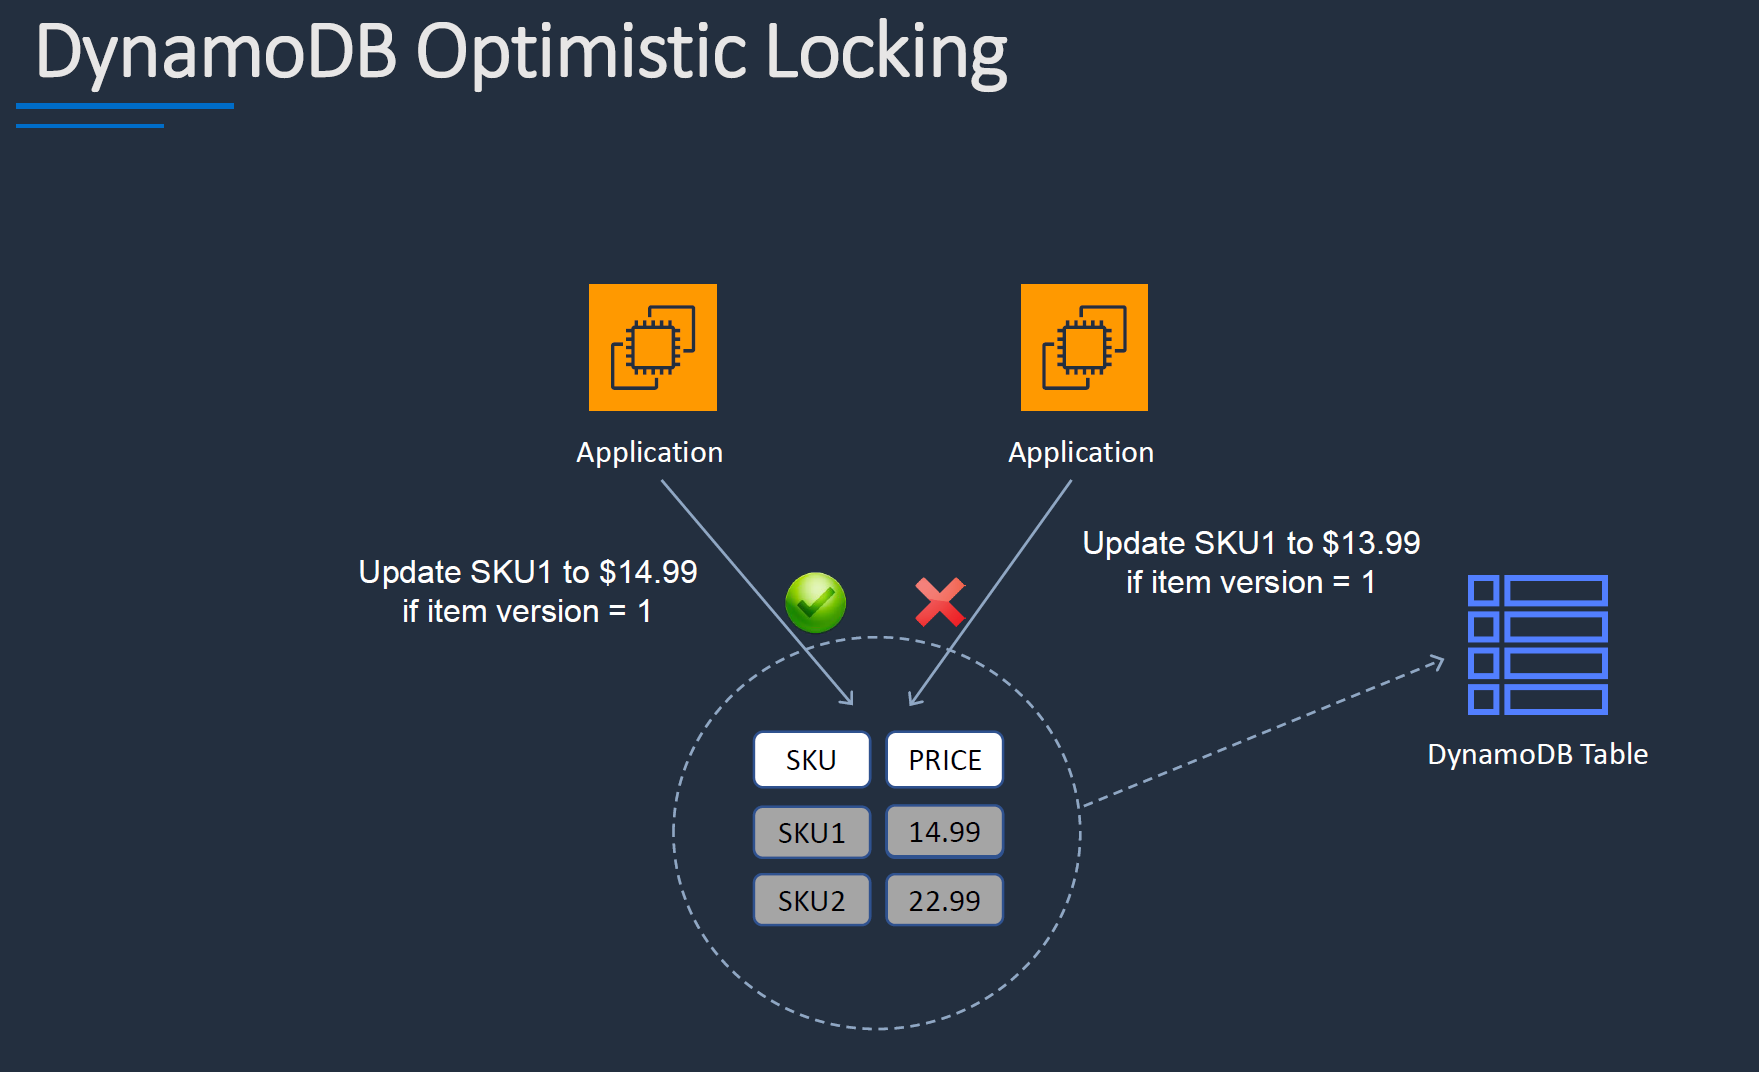 DynamoDB Optimistic Locking
Application
Application
Update SKU1 to $14.99
if item version = 1
Update SKU1 to $13.99
if item version = 1
SKU PRICE
SKU1 14.99
SKU2 22.99
DynamoDB Table